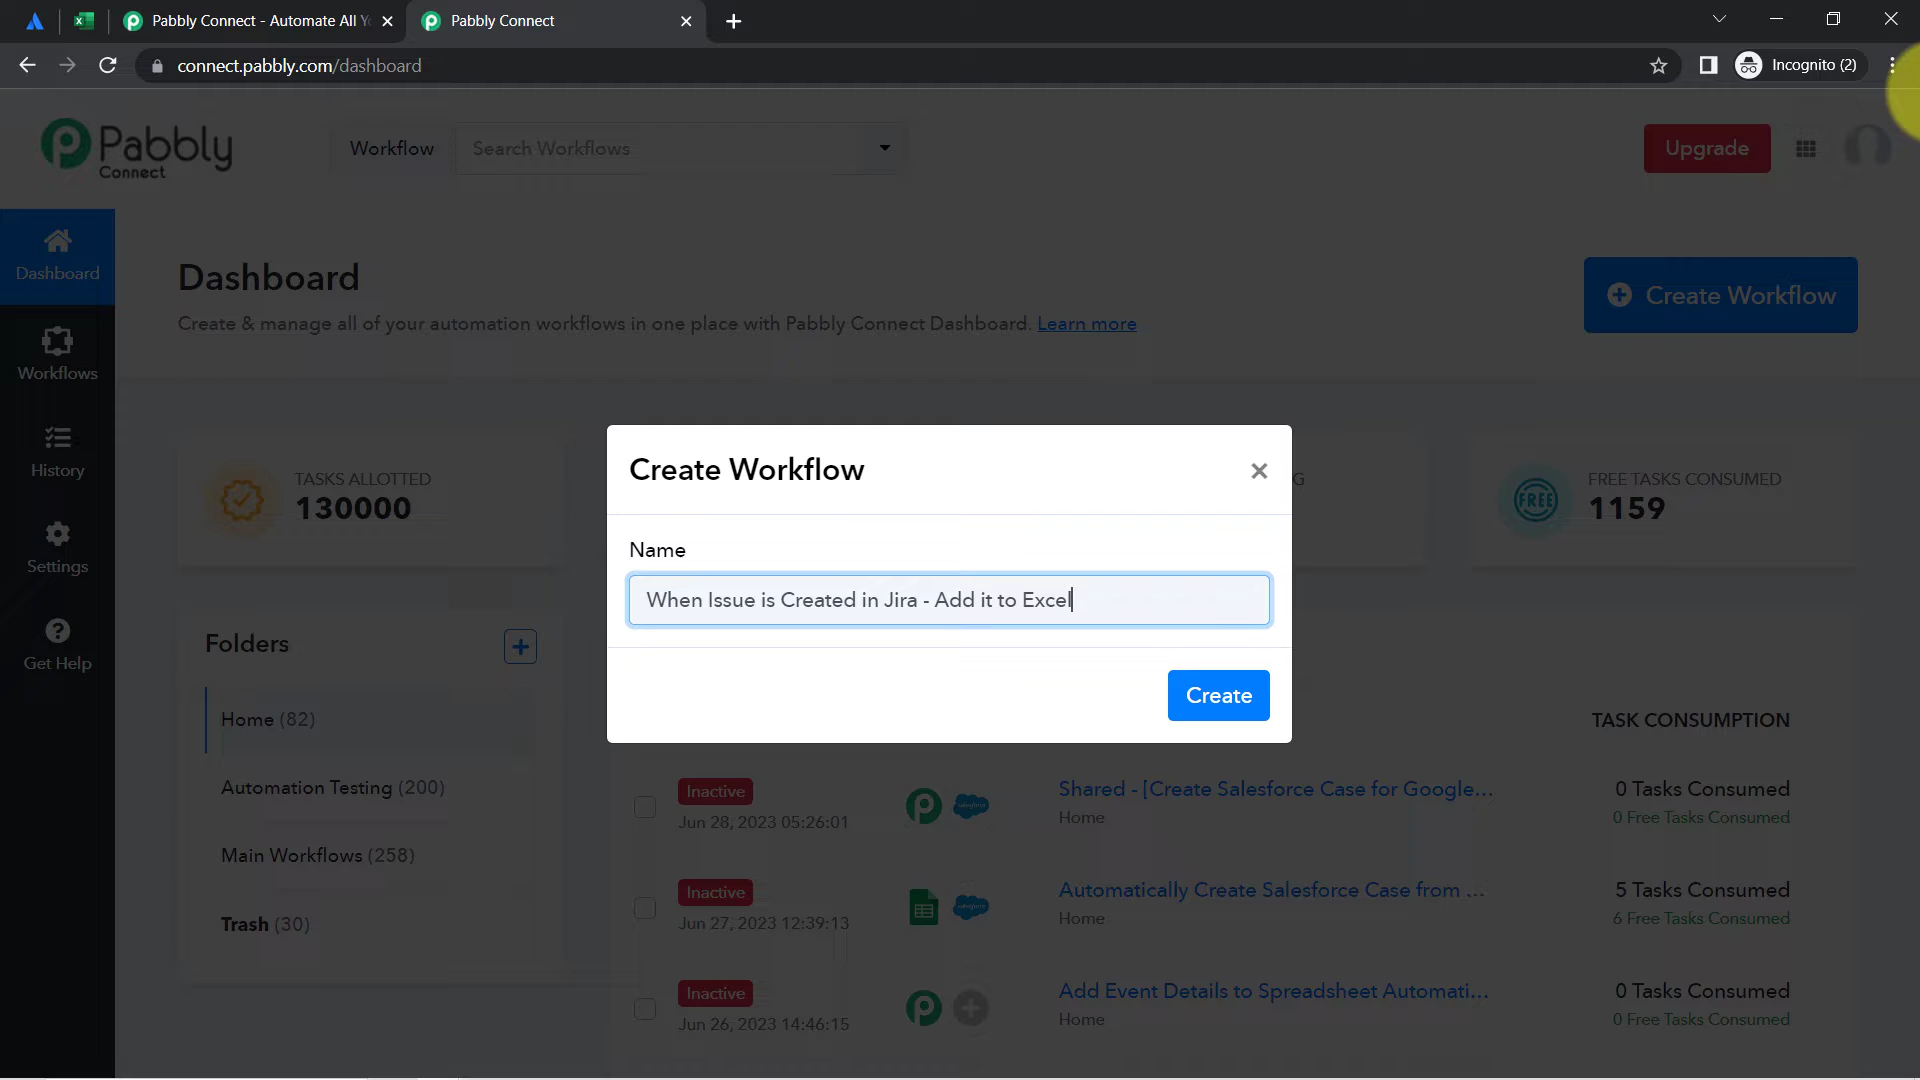 Pabbly Connect - Automate All Y
Pabbly Connect
connect.pabbly.com/dashboard
Incognito (2)
Pabbly
Connect
Workflow
Search Workflows
Upgrade
Dashboard
Workflows
History
Settings
Get Help
Dashboard
Create & manage all of your automation workflows in one place with Pabbly Connect Dashboard. Learn more
Create Workflow
TASKS ALLOTTED
130000
G
FREE TASKS CONSUMED
1159
FREE
Create Workflow
Name
When Issue is Created in Jira - Add it to Excel
Create
Folders
Home (82)
Automation Testing (200)
Main Workflows (258)
Trash (30)
TASK CONSUMPTION
Inactive
Jun 28, 2023 05:26:01
Shared - [Create Salesforce Case for Google...
Home
0 Tasks Consumed
0 Free Tasks Consumed
Inactive
Jun 27, 2023 12:39:13
Automatically Create Salesforce Case from ...
Home
5 Tasks Consumed
6 Free Tasks Consumed
Inactive
Jun 26, 2023 14:46:15
Add Event Details to Spreadsheet Automati...
Home
0 Tasks Consumed
0 Free Tasks Consumed